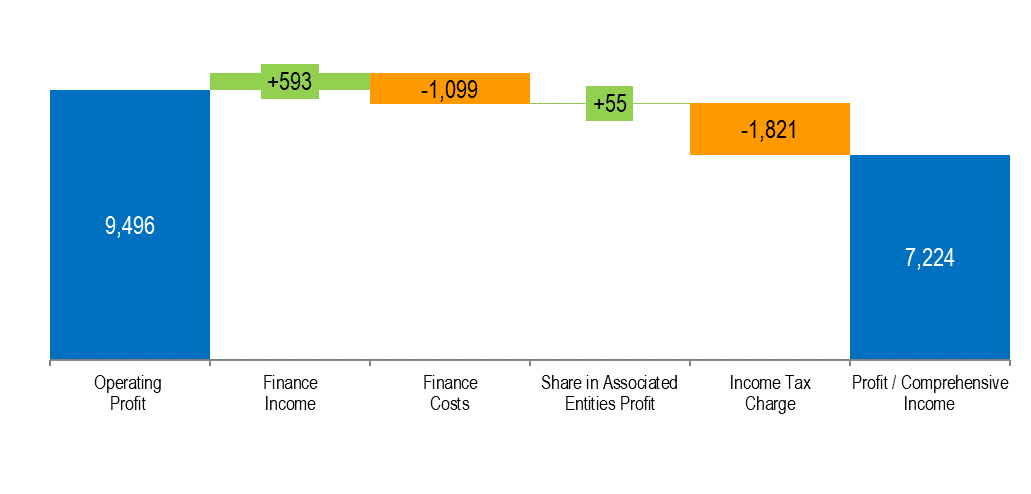 +593
-1,099
+55
-1,821
9,496
7,224
Operating
Profit
Finance
Income
Finance
Costs
Share in Associated
Entities Profit
Income Tax
Charge
Profit / Comprehensive
Income